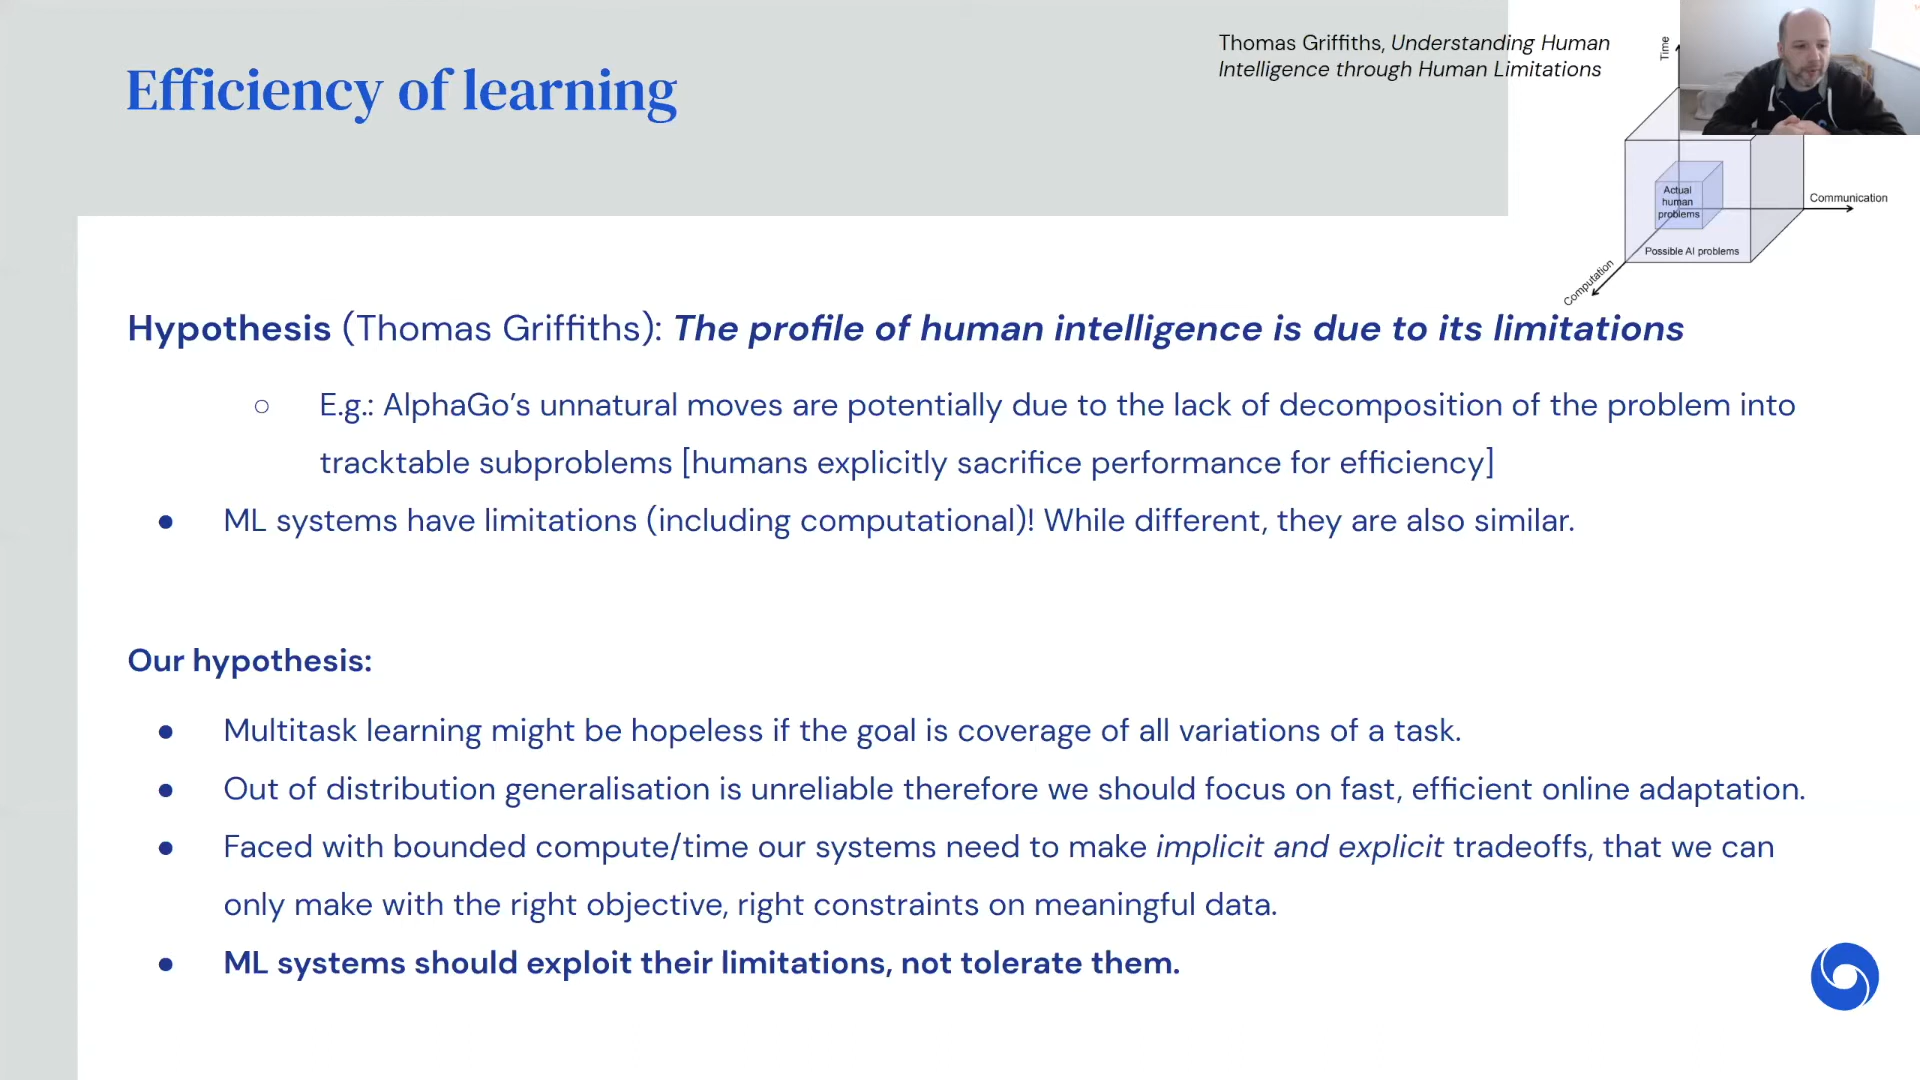 Efficiency of learning
Thomas Griffiths, Understanding Human
Intelligence through Human Limitations
Time
Communication
Actual
human
problems
Possible AI problems
Computation
Hypothesis (Thomas Griffiths): The profile of human intelligence is due to its limitations
○ E.g.: AlphaGo’s unnatural moves are potentially due to the lack of decomposition of the problem into
tracktable subproblems [humans explicitly sacrifice performance for efficiency]
● ML systems have limitations (including computational)! While different, they are also similar.
Our hypothesis:
● Multitask learning might be hopeless if the goal is coverage of all variations of a task.
● Out of distribution generalisation is unreliable therefore we should focus on fast, efficient online adaptation.
● Faced with bounded compute/time our systems need to make implicit and explicit tradeoffs, that we can
only make with the right objective, right constraints on meaningful data.
● ML systems should exploit their limitations, not tolerate them.